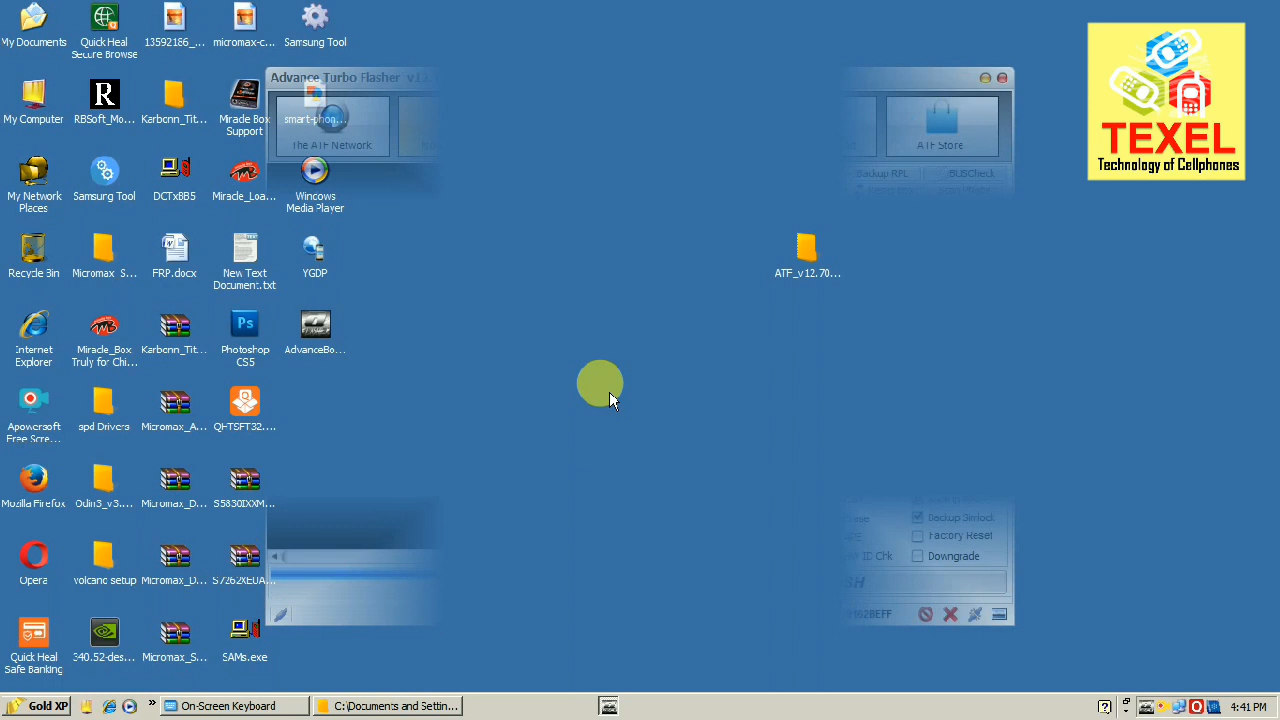 My Documents
Quick Heal
Secure Browse
13592186_...
micromax-c...
Samsung Tool
Advance Turbo Flasher
TEXEL
Technology of Cellphones
My Computer
RBSoft_Mo...
Karbonn_Tit...
Miracle Box
Support
smart-phon...
The ATF Network
ATF Store
Backup RPL
BUSCheck
My Network
Places
Samsung Tool
DCTxBB5
Miracle_Loa...
Windows
Media Player
Recycle Bin
Micromax_S...
FRP.docx
New Text
Document.txt
YGDP
ATF_v12.70...
Internet
Explorer
Miracle_Box
Truly for Chi...
Karbonn_Tit...
Photoshop
CS5
AdvanceBo...
Apowersoft
Free Scre...
spd Drivers
Micromax_A...
QHTSFT32....
Mozilla Firefox
Odin3_v3....
Micromax_D...
S5830IXXM...
Backup Simlock
Factory Reset
ID Chk
Downgrade
Opera
volcano setup
Micromax_D...
S7262XEUA...
Quick Heal
Safe Banking
340.52-des...
Micromax_S...
SAMs.exe
Gold XP
On-Screen Keyboard
C:\Documents and Settin...
4:41 PM